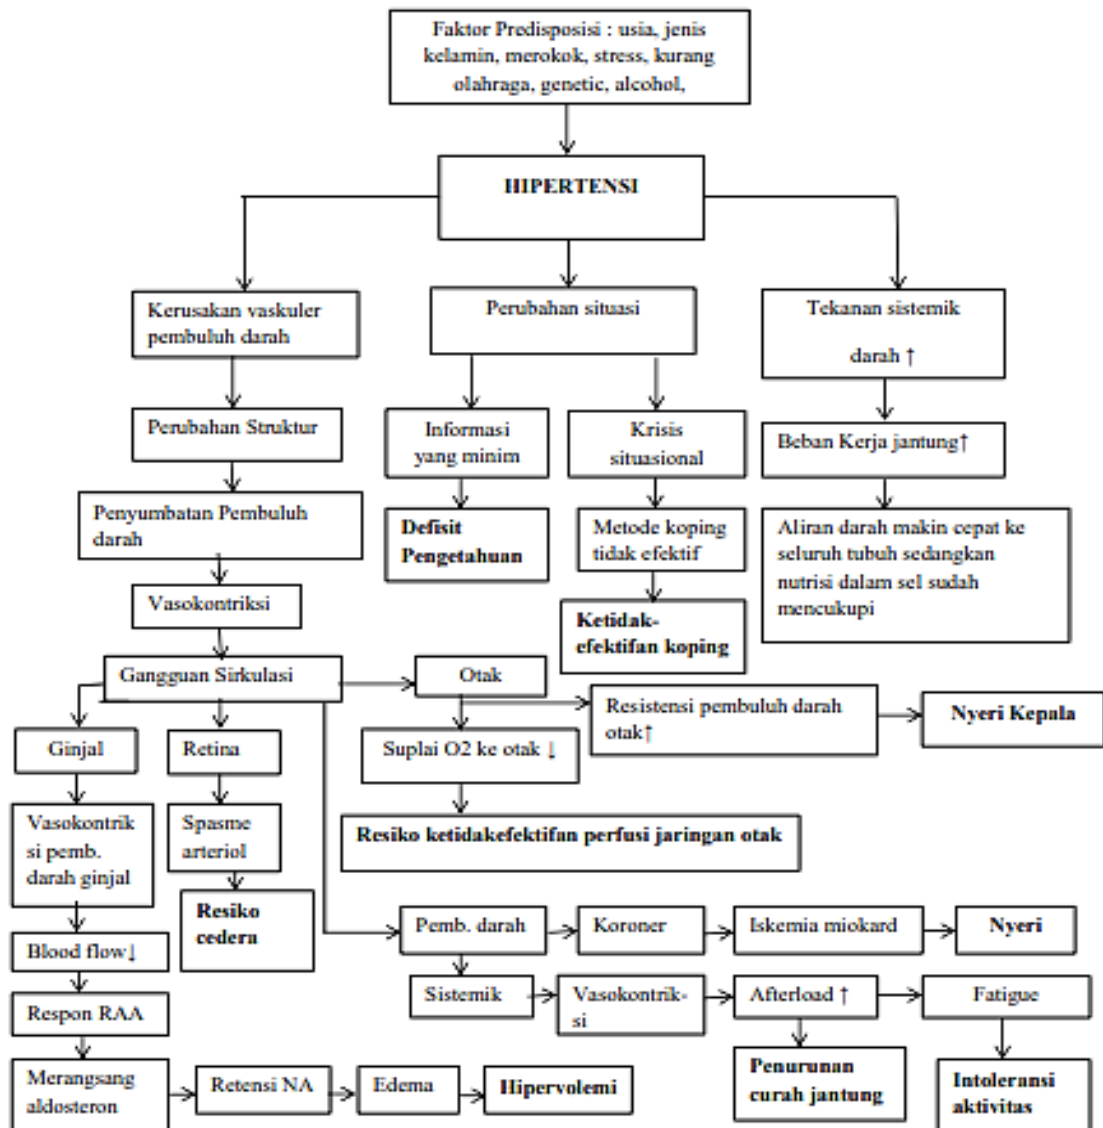 Faktor Predisposisi : usia, jenis
kelamin, merokok, stress, kurang
olahraga, genetic, alcohol,
HIPERTENSI
Kerusakan vaskuler
pembuluh darah
Perubahan situasi
Tekanan sistemik
darah ↑
Perubahan Struktur
Informasi
yang minim
Krisis
situasional
Beban Kerja jantung↑
Penyumbatan Pembuluh
darah
Defisit
Pengetahuan
Metode koping
tidak efektif
Aliran darah makin cepat ke
seluruh tubuh sedangkan
nutrisi dalam sel sudah
mencukupi
Vasokontriksi
Ketidak-
efektifan koping
Gangguan Sirkulasi
Otak
Resistensi pembuluh darah
otak↑
Nyeri Kepala
Ginjal
Retina
Suplai O2 ke otak ↓
Vasokontrik
si pemb.
darah ginjal
Spasme
arteriol
Resiko ketidakefektifan perfusi jaringan otak
Resiko
cedera
Pemb. darah
Koroner
Iskemia miokard
Nyeri
Blood flow↓
Sistemik
Vasokontrik-
si
Afterload ↑
Fatigue
Respon RAA
Merangsang
aldosteron
Retensi NA
Edema
Hipervolemi
Penurunan
curah jantung
Intoleransi
aktivitas